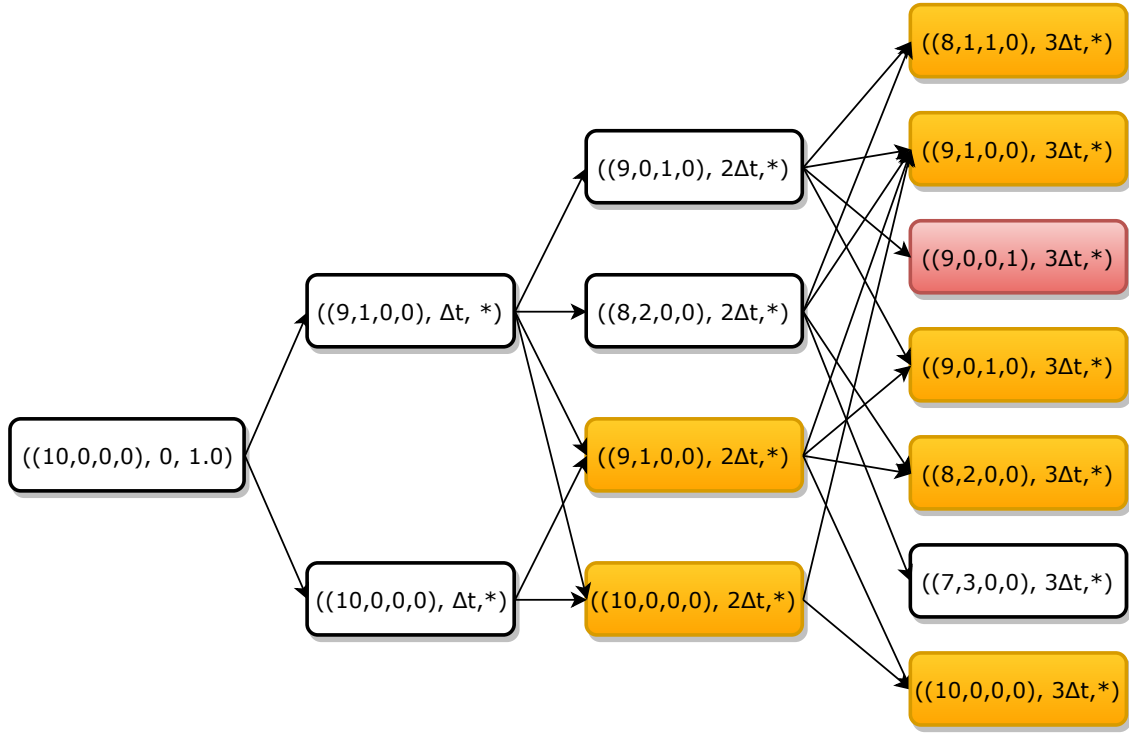 ((10,0,0,0), 0, 1.0)
((9,1,0,0), Δt, *)
((10,0,0,0), Δt,*)
((9,0,1,0), 2Δt,*)
((8,2,0,0), 2Δt,*)
((9,1,0,0), 2Δt,*)
((10,0,0,0), 2Δt,*)
((8,1,1,0), 3Δt,*)
((9,1,0,0), 3Δt,*)
((9,0,0,1), 3Δt,*)
((9,0,1,0), 3Δt,*)
((8,2,0,0), 3Δt,*)
((7,3,0,0), 3Δt,*)
((10,0,0,0), 3Δt,*)